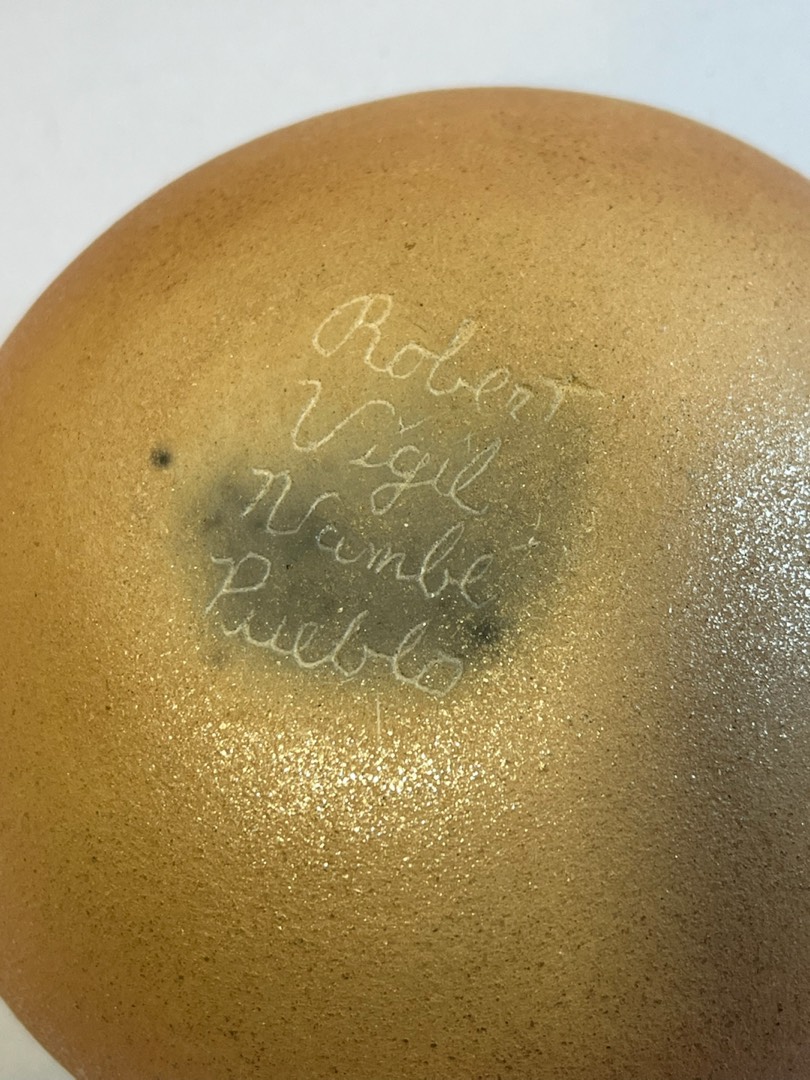 Robert
Vigil
Nambé
Pueblo